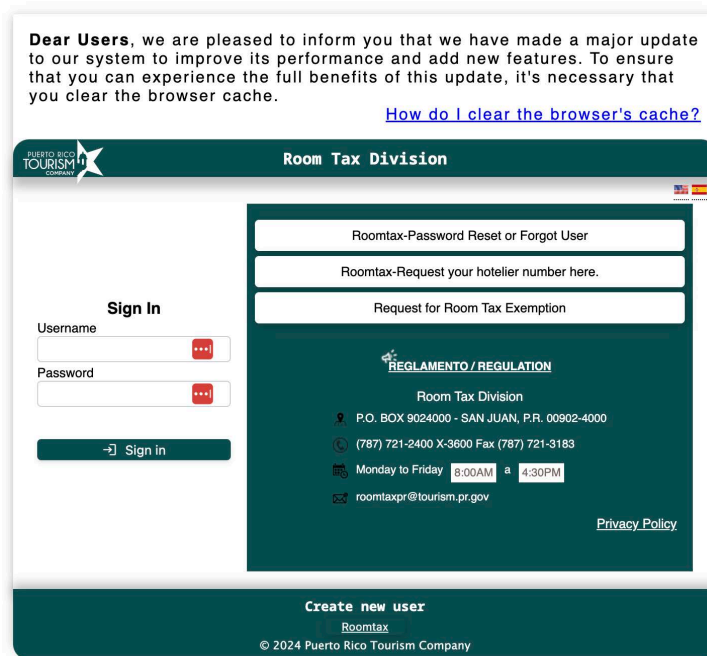 Dear Users, we are pleased to inform you that we have made a major update
to our system to improve its performance and add new features. To ensure
that you can experience the full benefits of this update, it's necessary that
you clear the browser cache.
How do I clear the browser's cache?
PUERTO RICO
TOURISM
COMPANY
Room Tax Division
Roomtax-Password Reset or Forgot User
Roomtax-Request your hotelier number here.
Request for Room Tax Exemption
Sign In
Username
Password
Sign in
REGLAMENTO / REGULATION
Room Tax Division
P.O. BOX 9024000 - SAN JUAN, P.R. 00902-4000
(787) 721-2400 X-3600 Fax (787) 721-3183
Monday to Friday 8:00AM a 4:30PM
roomtaxpr@tourism.pr.gov
Privacy Policy
Create new user
Roomtax
© 2024 Puerto Rico Tourism Company